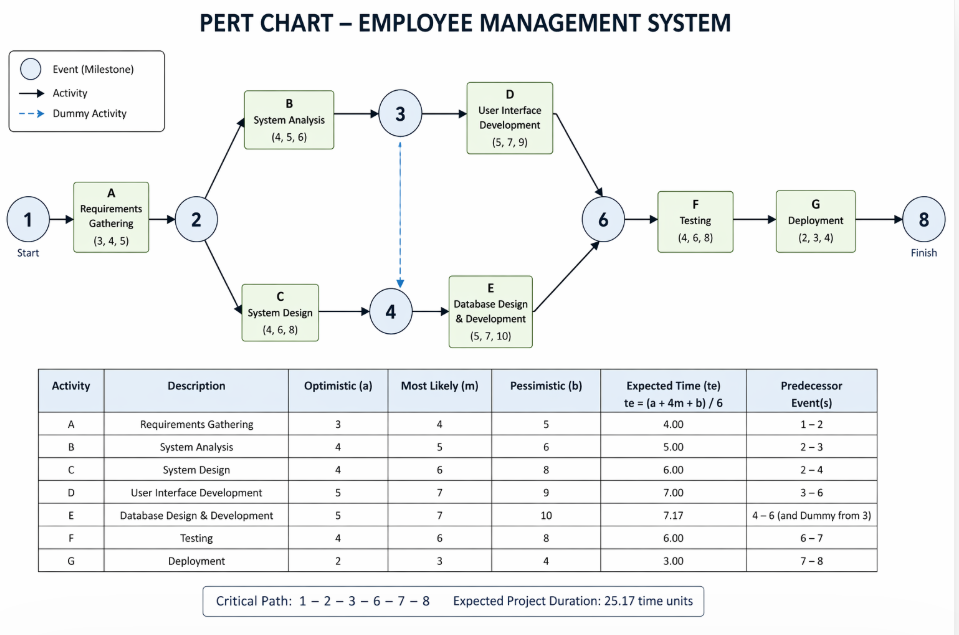 PERT CHART – EMPLOYEE MANAGEMENT SYSTEM
Event (Milestone)
Activity
Dummy Activity
1
Start
A
Requirements
Gathering
(3, 4, 5)
2
B
System Analysis
(4, 5, 6)
3
D
User Interface
Development
(5, 7, 9)
C
System Design
(4, 6, 8)
4
E
Database Design
& Development
(5, 7, 10)
6
F
Testing
(4, 6, 8)
G
Deployment
(2, 3, 4)
8
Finish
Activity Description Optimistic (a) Most Likely (m) Pessimistic (b) Expected Time (te) te = (a + 4m + b) / 6 Predecessor Event(s)
A Requirements Gathering 3 4 5 4.00 1 – 2
B System Analysis 4 5 6 5.00 2 – 3
C System Design 4 6 8 6.00 2 – 4
D User Interface Development 5 7 9 7.00 3 – 6
E Database Design & Development 5 7 10 7.17 4 – 6 (and Dummy from 3)
F Testing 4 6 8 6.00 6 – 7
G Deployment 2 3 4 3.00 7 – 8
Critical Path: 1 – 2 – 3 – 6 – 7 – 8 Expected Project Duration: 25.17 time units